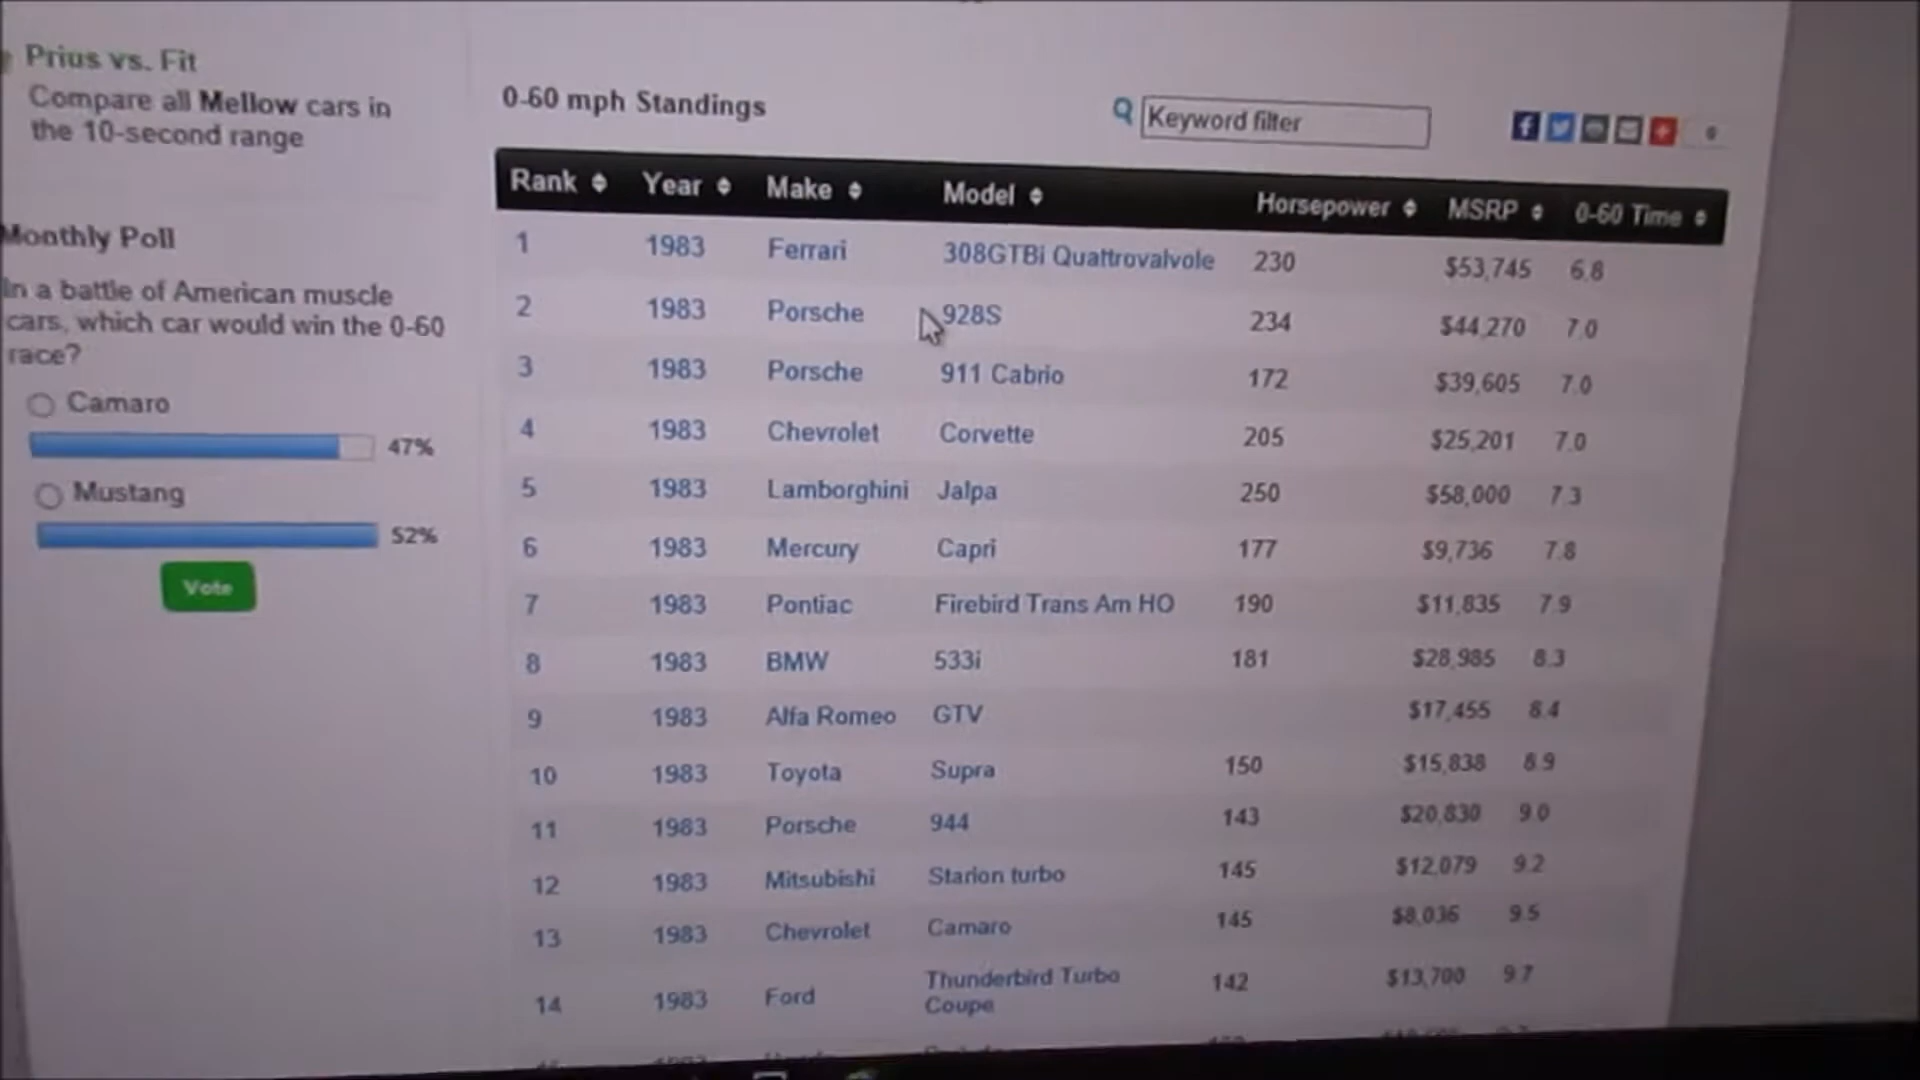 Prius vs. Fit
Compare all Mellow cars in
the 10-second range
Monthly Poll
In a battle of American muscle
cars, which car would win the 0-60
race?
Camaro
47%
Mustang
52%
Vote
0-60 mph Standings
Keyword filter
Rank Year Make Model Horsepower MSRP 0-60 Time
1 1983 Ferrari 308GTBi Quattrovalvole 230 $53,745 6.8
2 1983 Porsche 928S 234 $44,270 7.0
3 1983 Porsche 911 Cabrio 172 $39,605 7.0
4 1983 Chevrolet Corvette 205 $25,201 7.0
5 1983 Lamborghini Jalpa 250 $58,000 7.3
6 1983 Mercury Capri 177 $9,736 7.8
7 1983 Pontiac Firebird Trans Am HO 190 $11,835 7.9
8 1983 BMW 533i 181 $28,985 8.3
9 1983 Alfa Romeo GTV $17,455 8.4
10 1983 Toyota Supra 150 $15,838 8.9
11 1983 Porsche 944 143 $20,830 9.0
12 1983 Mitsubishi Starion turbo 145 $12,079 9.2
13 1983 Chevrolet Camaro 145 $8,036 9.5
14 1983 Ford Thunderbird Turbo 142 $13,700 9.7
Coupe